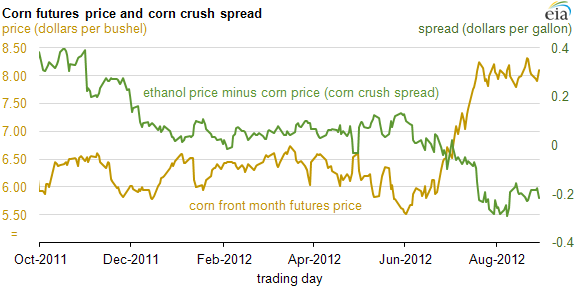 Corn futures price and corn crush spread
eia
price (dollars per bushel) spread (dollars per gallon)
8.50 0.4
8.00
7.50 0.2
ethanol price minus corn price (corn crush spread)
7.00
0
6.50
6.00 -0.2
corn front month futures price
5.50
= -0.4
Oct-2011 Dec-2011 Feb-2012 Apr-2012 Jun-2012 Aug-2012
trading day